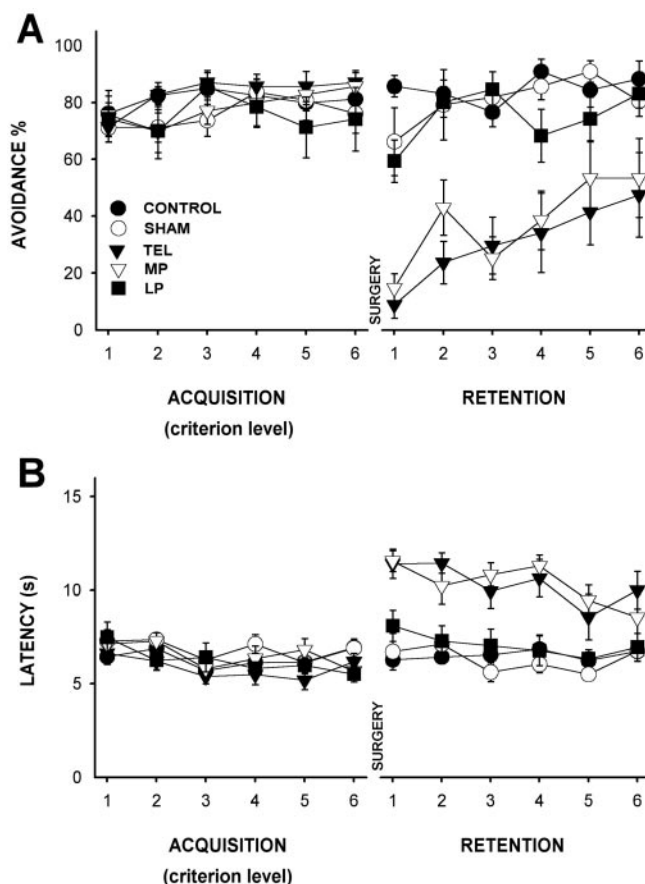 A
AVOIDANCE %
100
80
60
40
20
0
CONTROL
SHAM
TEL
MP
LP
SURGERY
1 2 3 4 5 6 1 2 3 4 5 6
ACQUISITION RETENTION
(criterion level)
B
LATENCY (s)
15
10
5
0
SURGERY
1 2 3 4 5 6 1 2 3 4 5 6
ACQUISITION RETENTION
(criterion level)